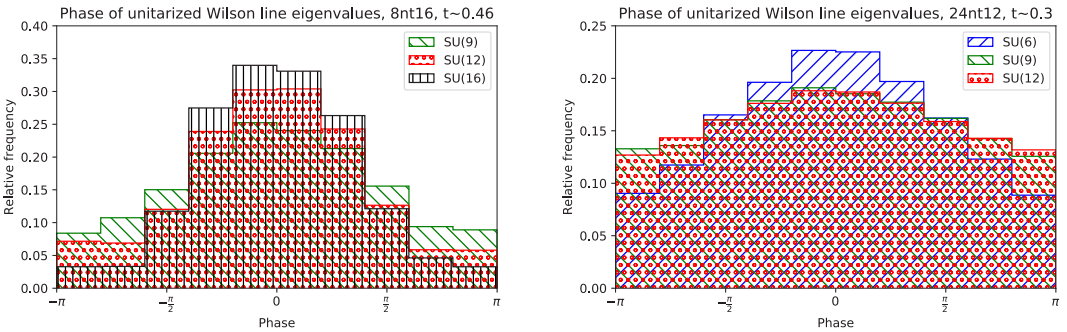 Phase of unitarized Wilson line eigenvalues, 8nt16, t~0.46
0.40
0.35
0.30
0.25
0.20
0.15
0.10
0.05
0.00
Relative frequency
SU(9)
SU(12)
SU(16)
−π
−π/2
0
π/2
π
Phase
Phase of unitarized Wilson line eigenvalues, 24nt12, t~0.3
0.25
0.20
0.15
0.10
0.05
0.00
Relative frequency
SU(6)
SU(9)
SU(12)
−π
−π/2
0
π/2
π
Phase